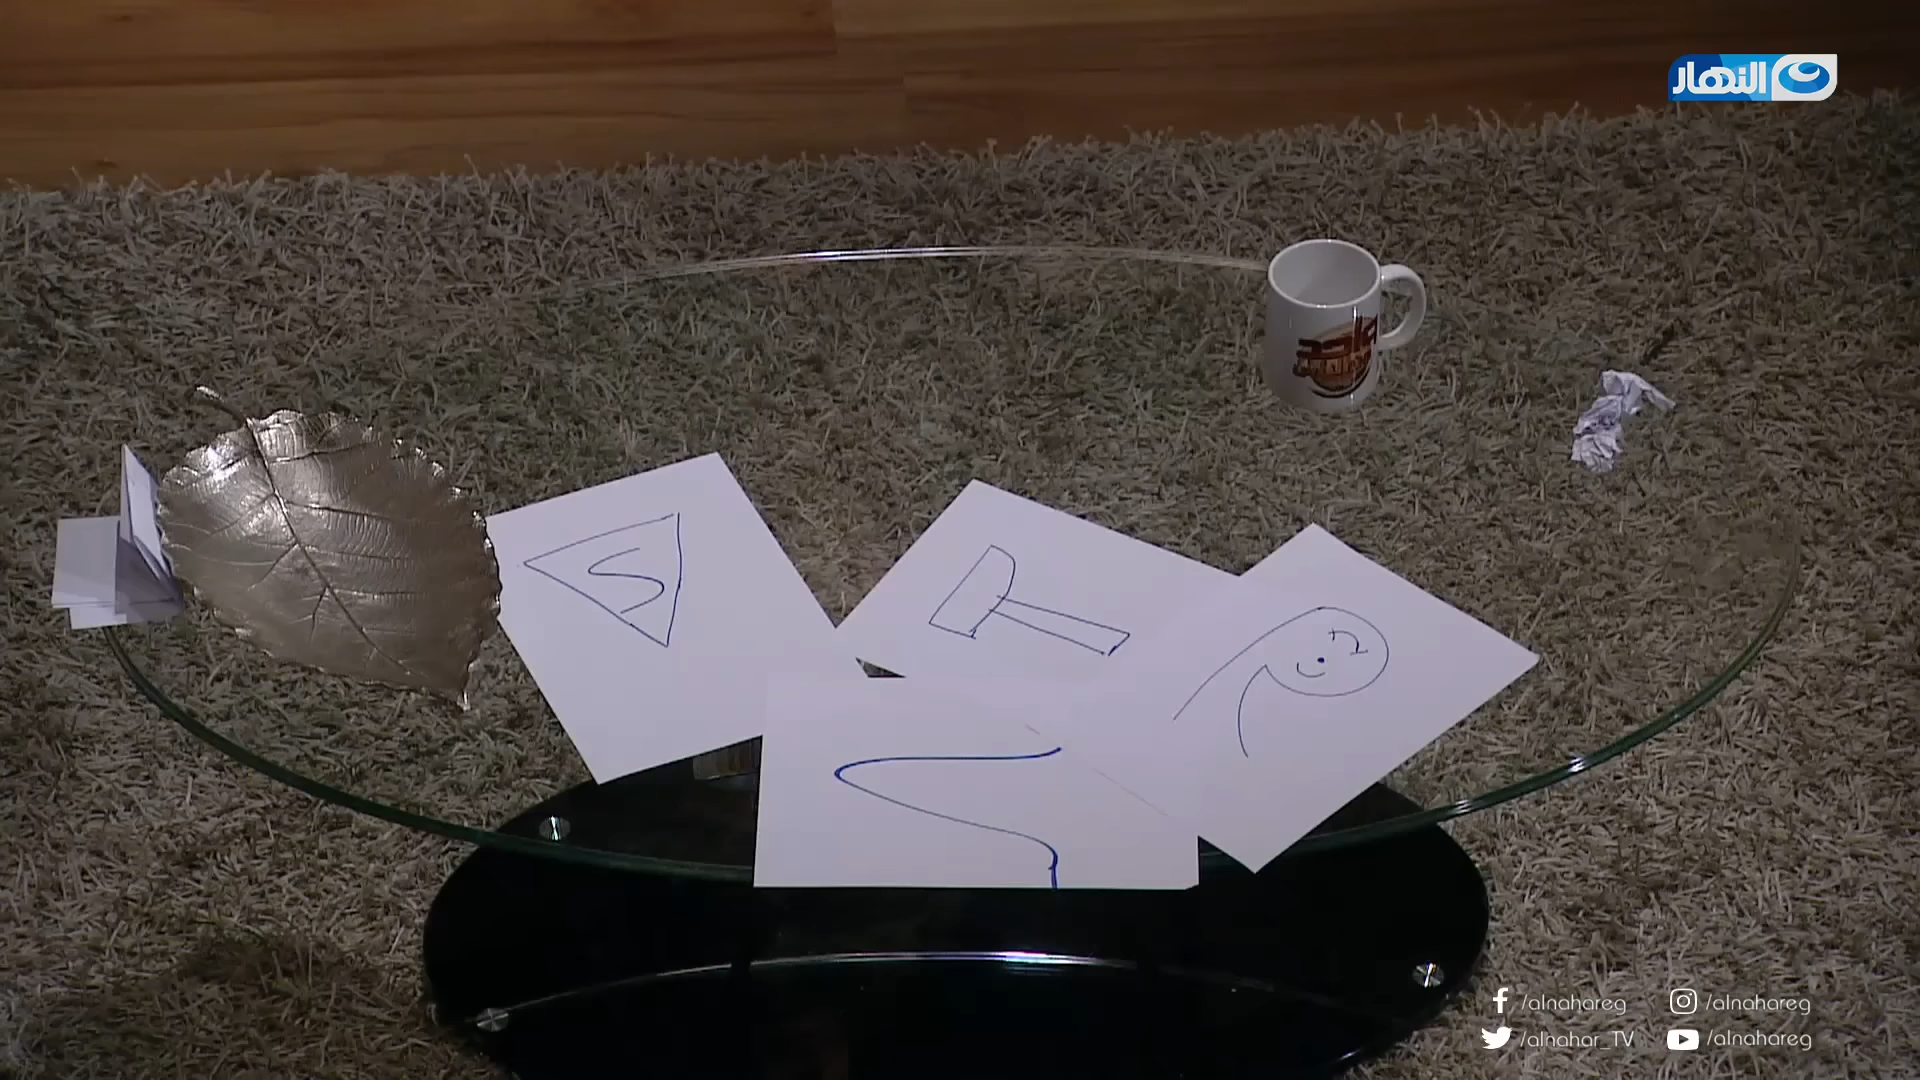 النهار
S
/alnahareg
/alnahareg
/alnahar_TV
/alnahareg